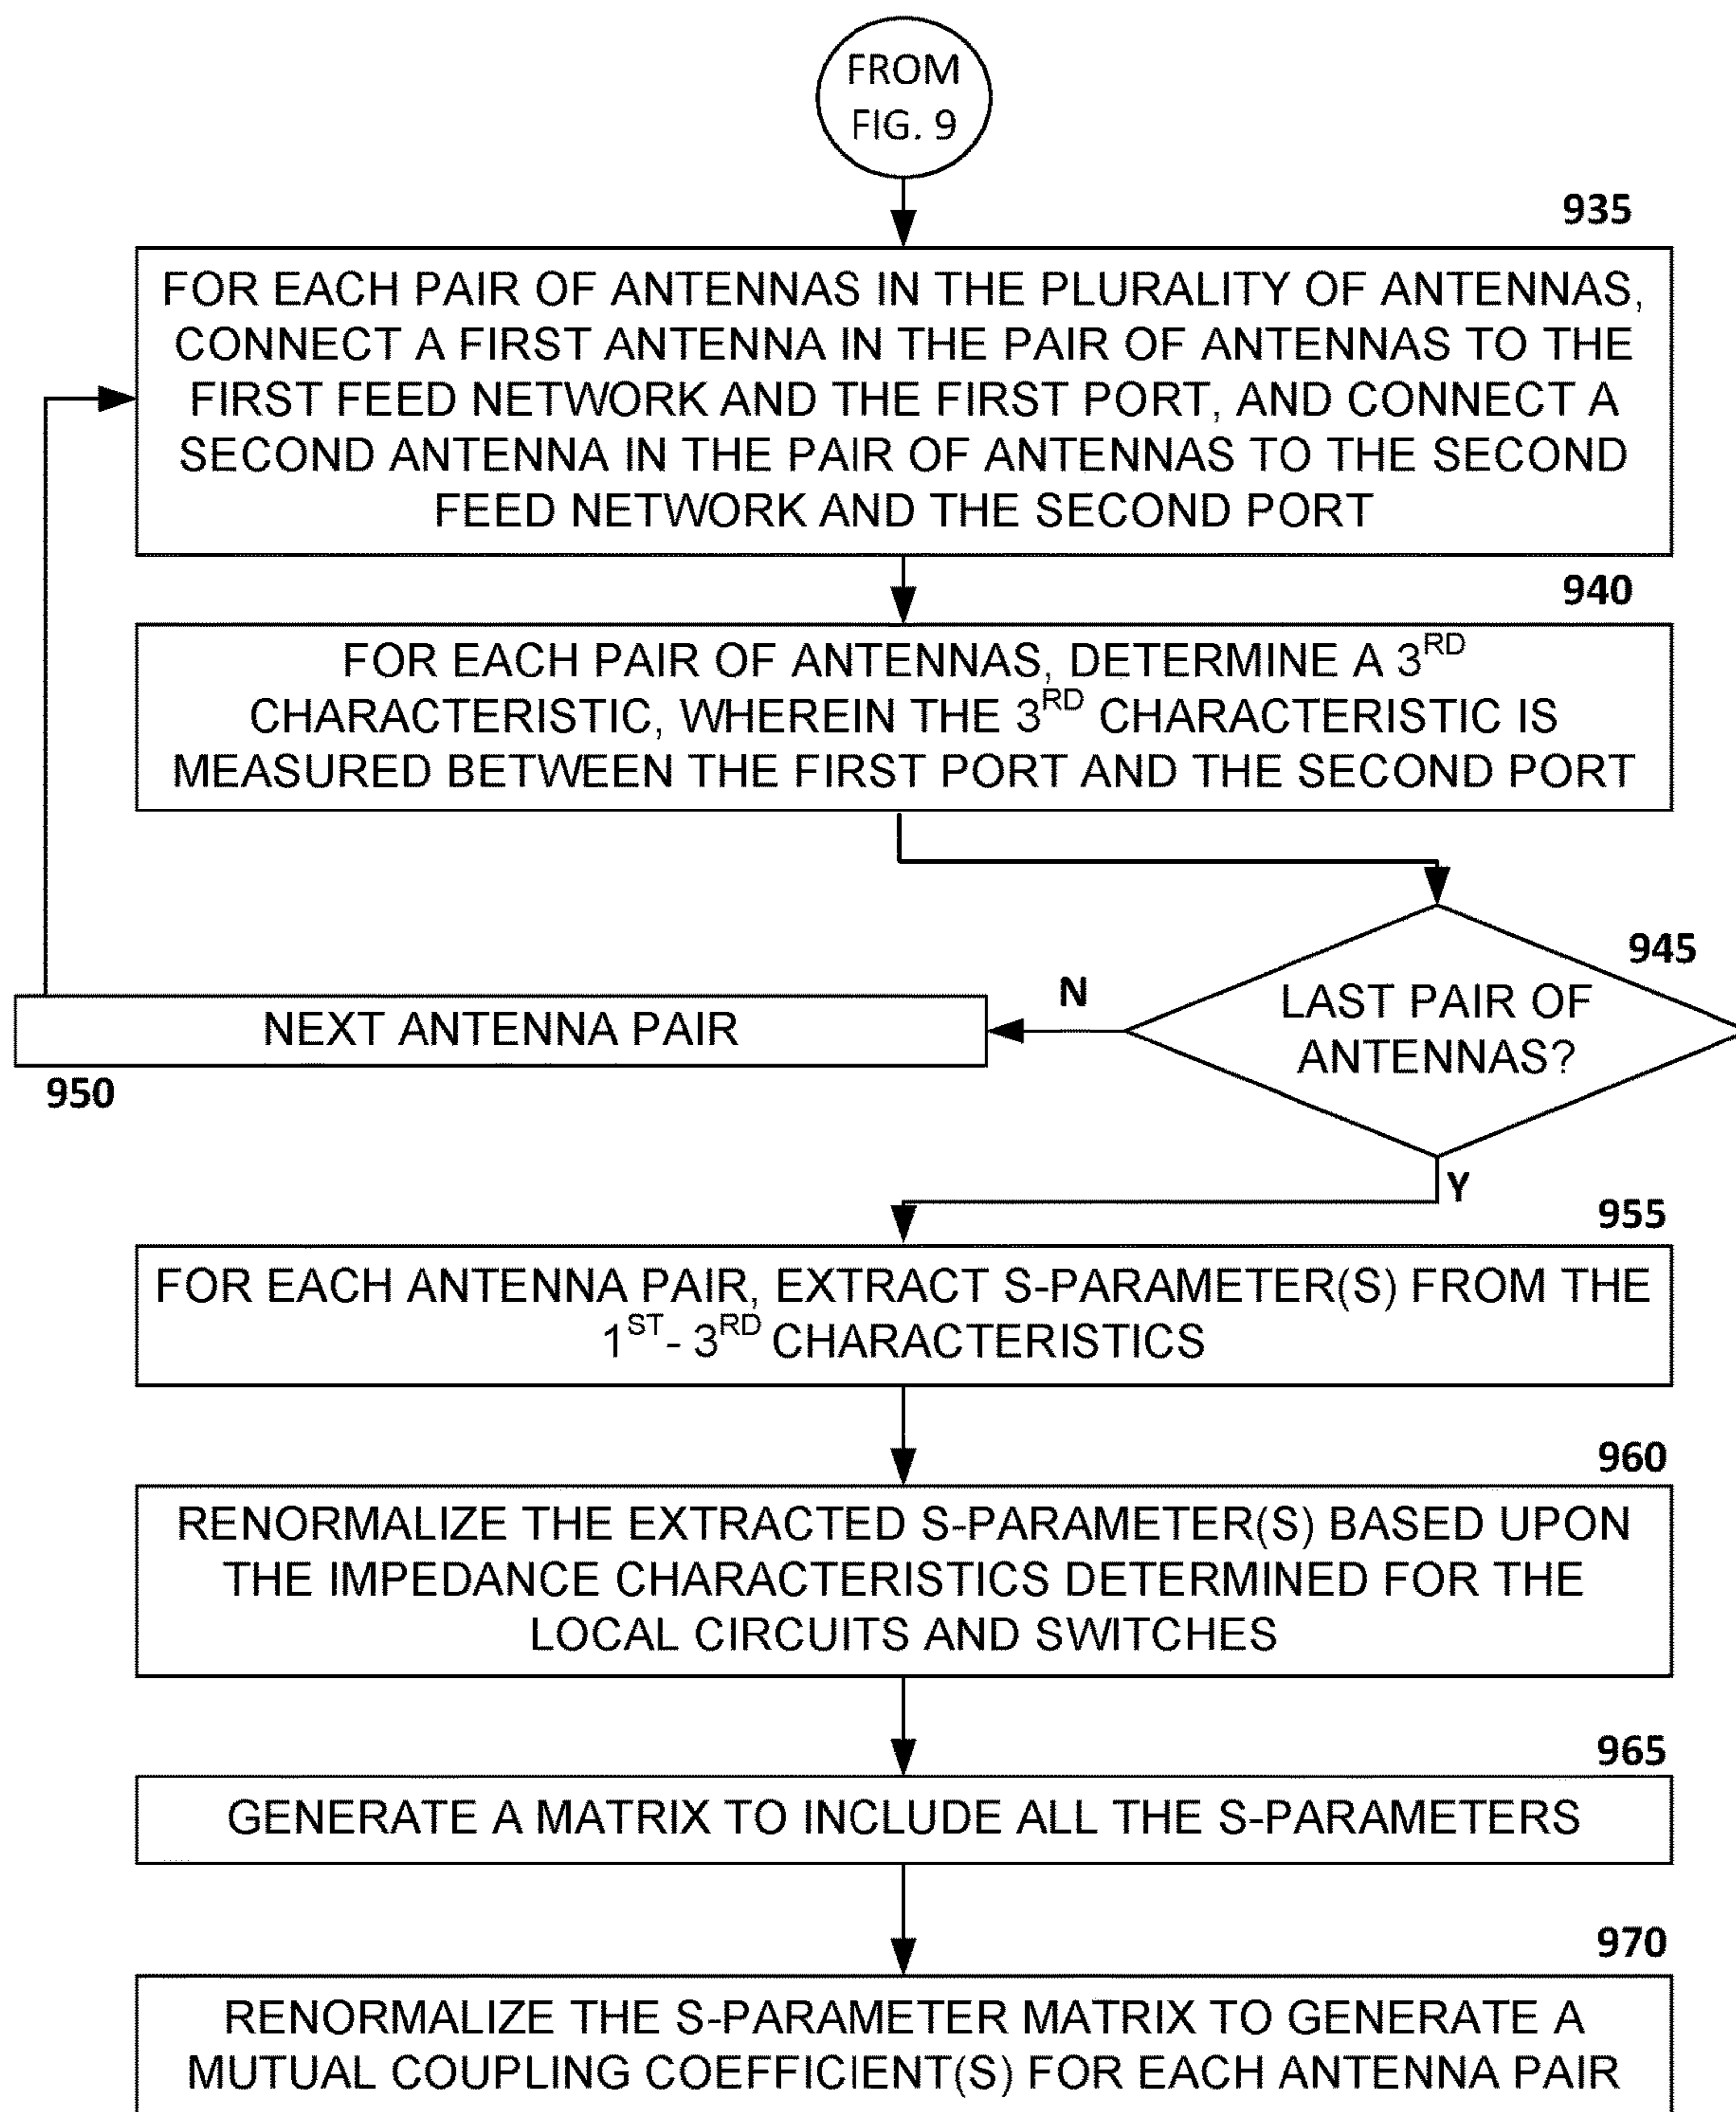 FROM
FIG. 9
935
FOR EACH PAIR OF ANTENNAS IN THE PLURALITY OF ANTENNAS,
CONNECT A FIRST ANTENNA IN THE PAIR OF ANTENNAS TO THE
FIRST FEED NETWORK AND THE FIRST PORT, AND CONNECT A
SECOND ANTENNA IN THE PAIR OF ANTENNAS TO THE SECOND
FEED NETWORK AND THE SECOND PORT
940
FOR EACH PAIR OF ANTENNAS, DETERMINE A 3RD
CHARACTERISTIC, WHEREIN THE 3RD CHARACTERISTIC IS
MEASURED BETWEEN THE FIRST PORT AND THE SECOND PORT
945
LAST PAIR OF
ANTENNAS?
N
NEXT ANTENNA PAIR
950
Y
955
FOR EACH ANTENNA PAIR, EXTRACT S-PARAMETER(S) FROM THE
1ST- 3RD CHARACTERISTICS
960
RENORMALIZE THE EXTRACTED S-PARAMETER(S) BASED UPON
THE IMPEDANCE CHARACTERISTICS DETERMINED FOR THE
LOCAL CIRCUITS AND SWITCHES
965
GENERATE A MATRIX TO INCLUDE ALL THE S-PARAMETERS
970
RENORMALIZE THE S-PARAMETER MATRIX TO GENERATE A
MUTUAL COUPLING COEFFICIENT(S) FOR EACH ANTENNA PAIR